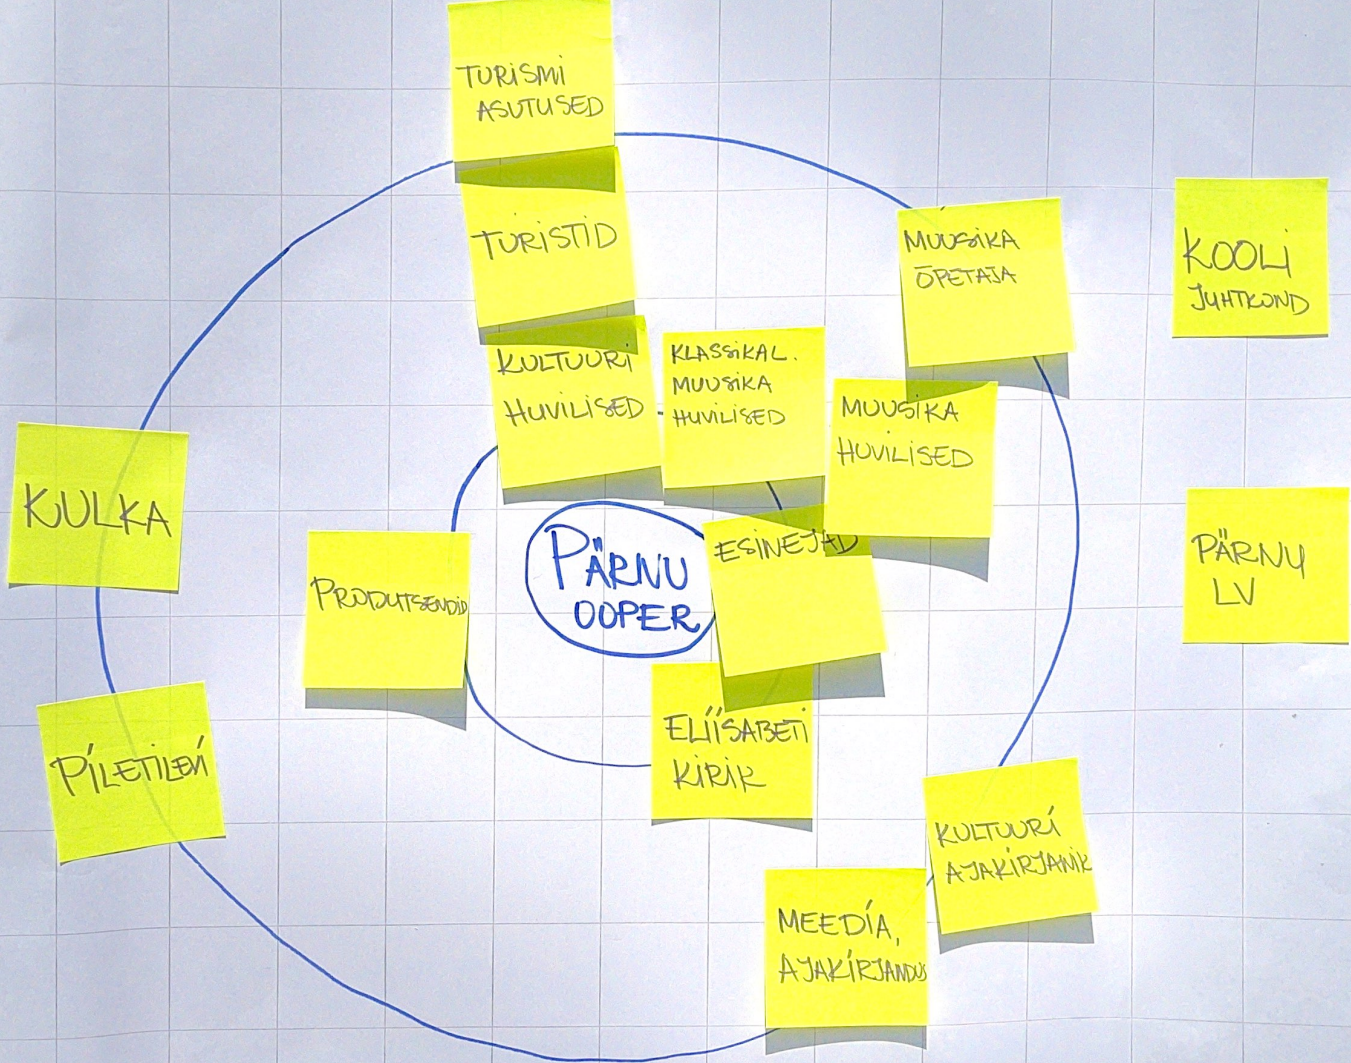 TURISMI
ASUTUSED
TURISTID
MUUSIKA
ÕPETAJA
KOOLI
JUHTKOND
KULTUURI
HUVILISED
KLASSIKAL.
MUUSIKA
HUVILISED
MUUSIKA
HUVILISED
KULKA
PÄRNU
OOPER
ESINEJAD
PÄRNU
LV
PRODUTSENDID
ELIISABETI
KIRIK
PILETILEVI
KULTUURI
AJAKIRJANIK
MEEDIA,
AJAKIRJANDUS